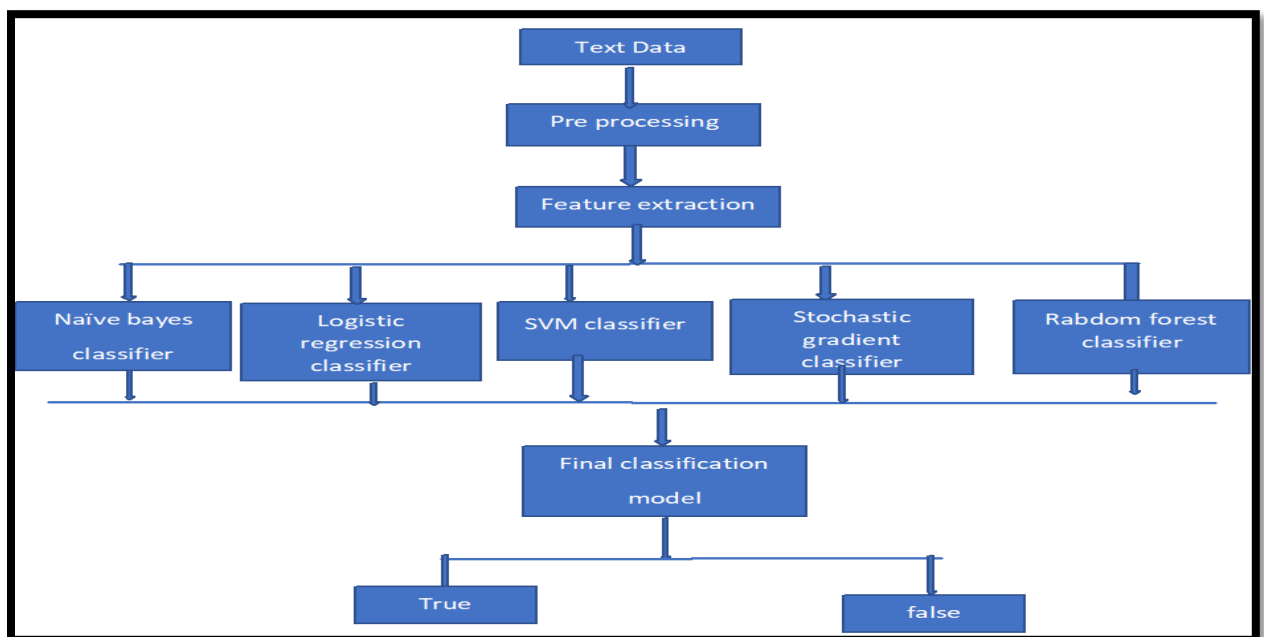 Text Data
Pre processing
Feature extraction
Naïve bayes
classifier
Logistic
regression
classifier
SVM classifier
Stochastic
gradient
classifier
Rabdom forest
classifier
Final classification
model
True
false